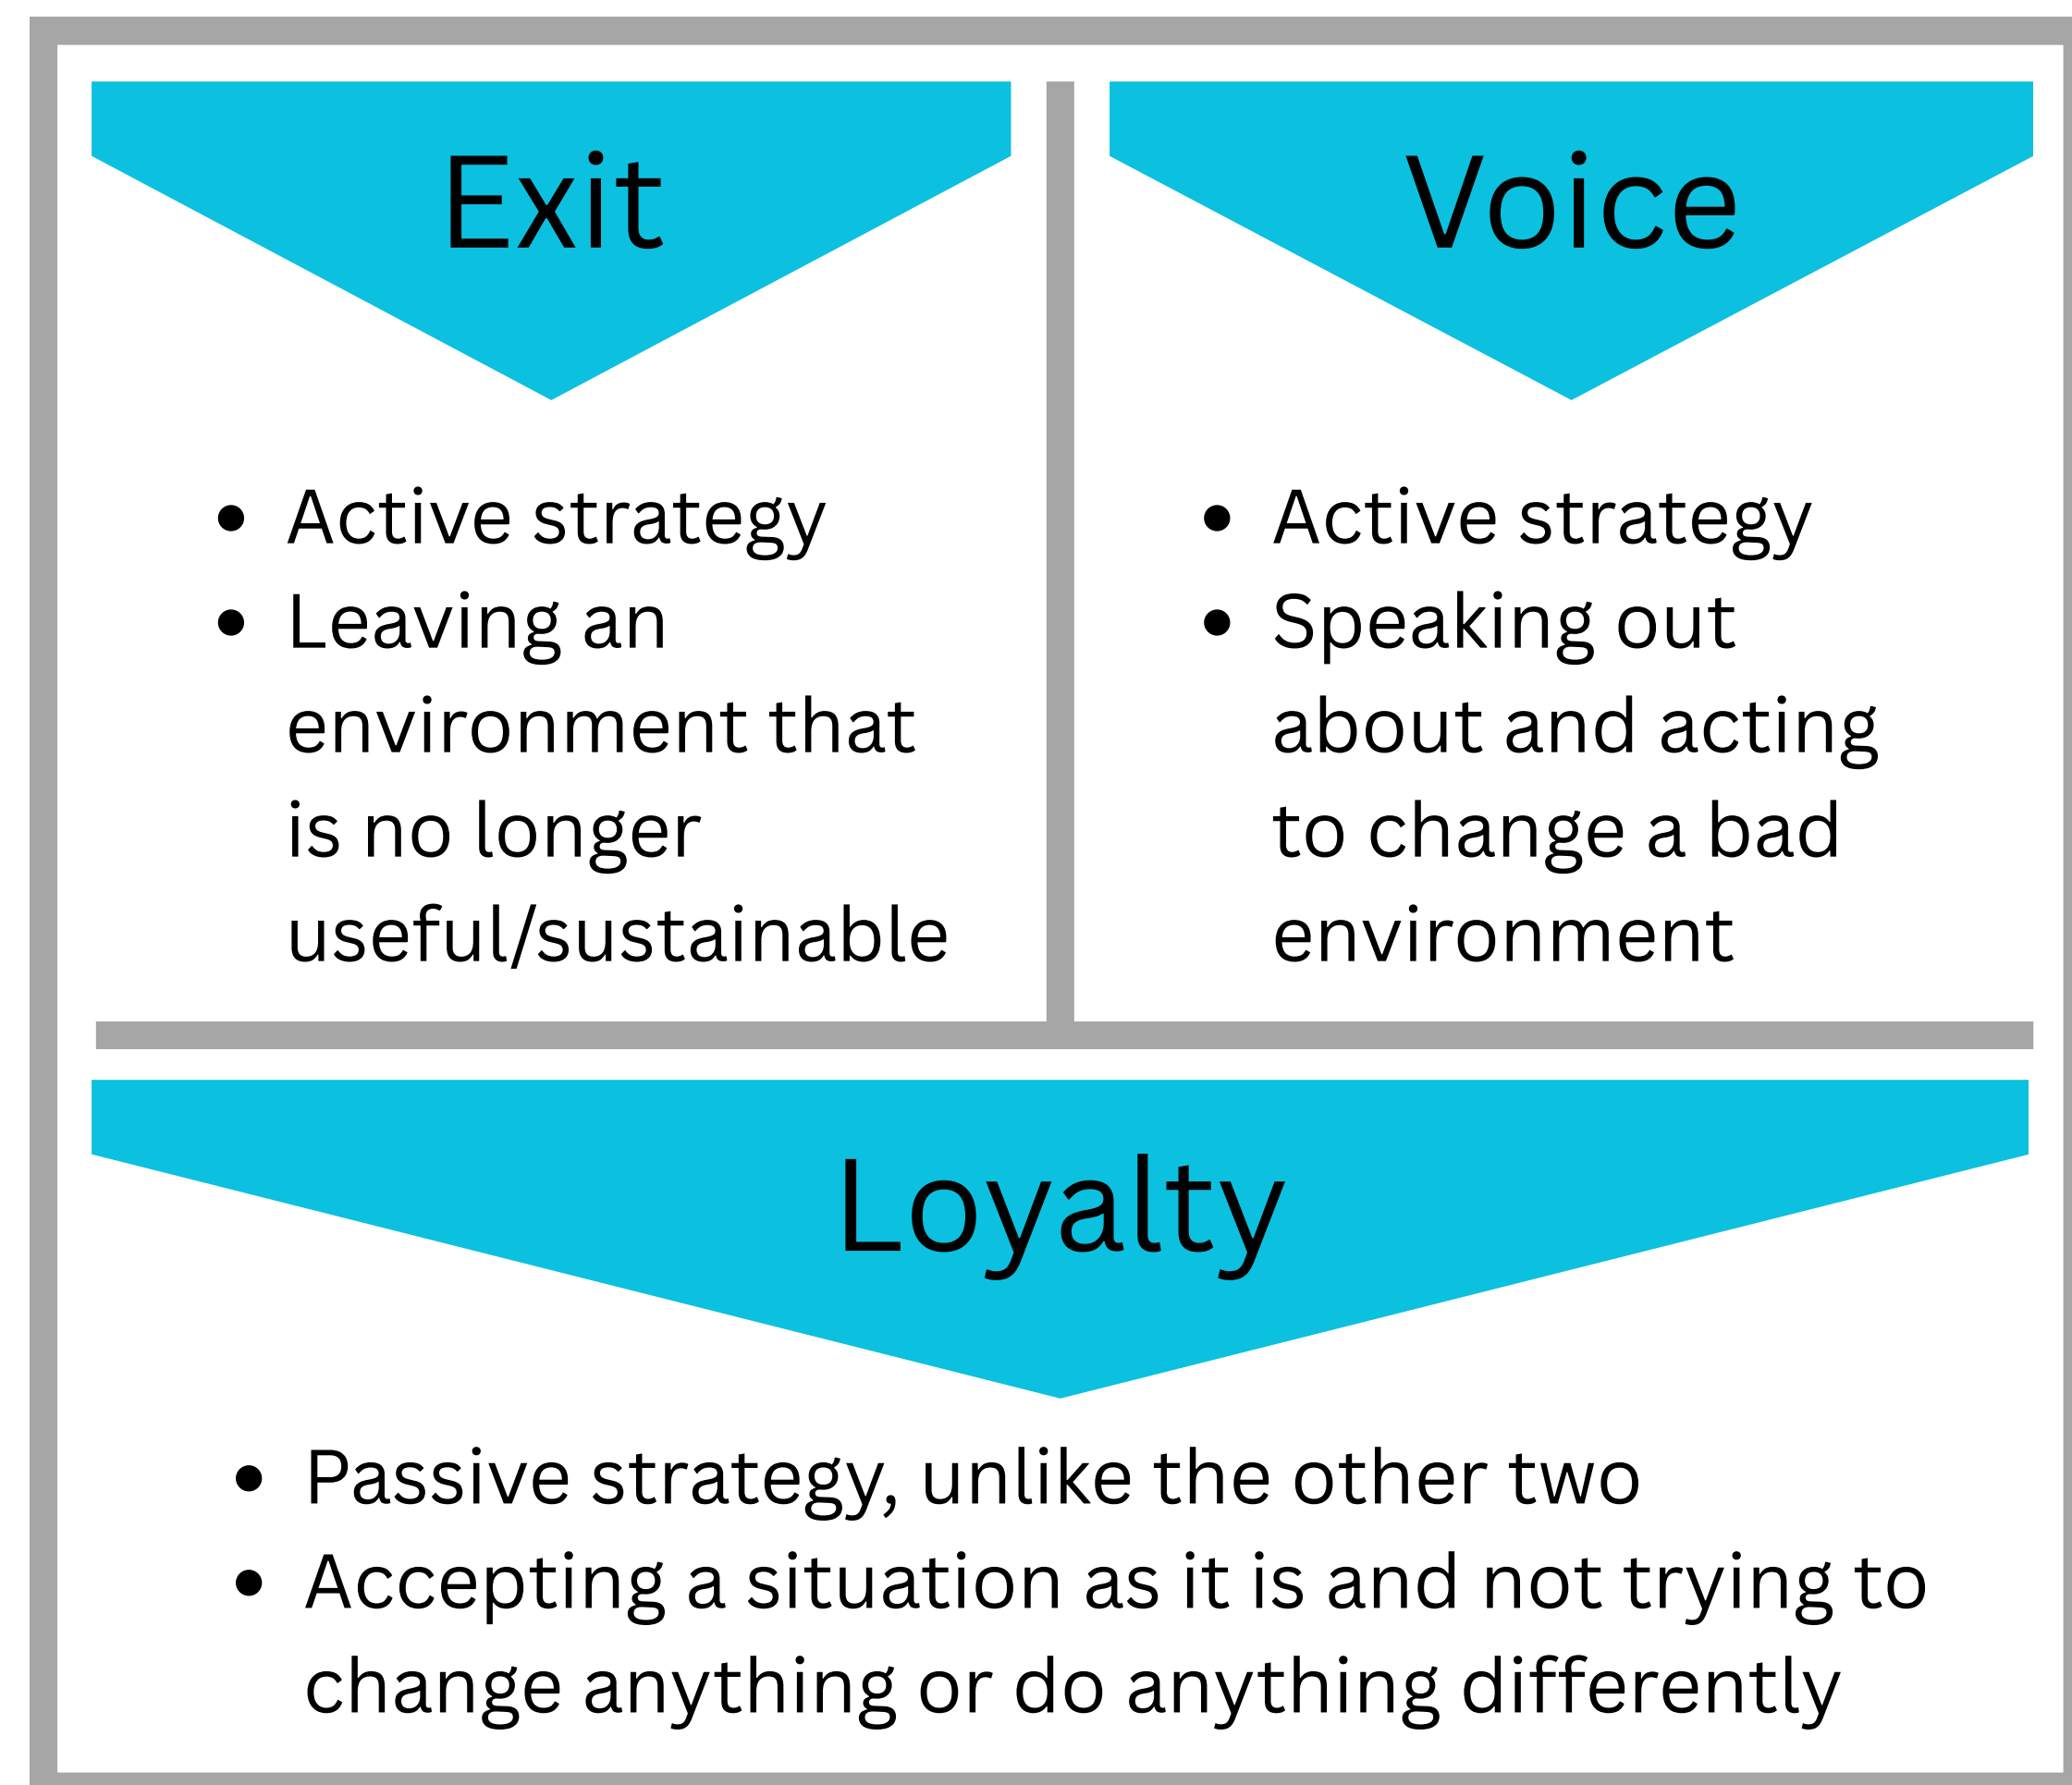 Exit
• Active strategy
• Leaving an
environment that
is no longer
useful/sustainable
Voice
• Active strategy
• Speaking out
about and acting
to change a bad
environment
Loyalty
• Passive strategy, unlike the other two
• Accepting a situation as it is and not trying to
change anything or do anything differently